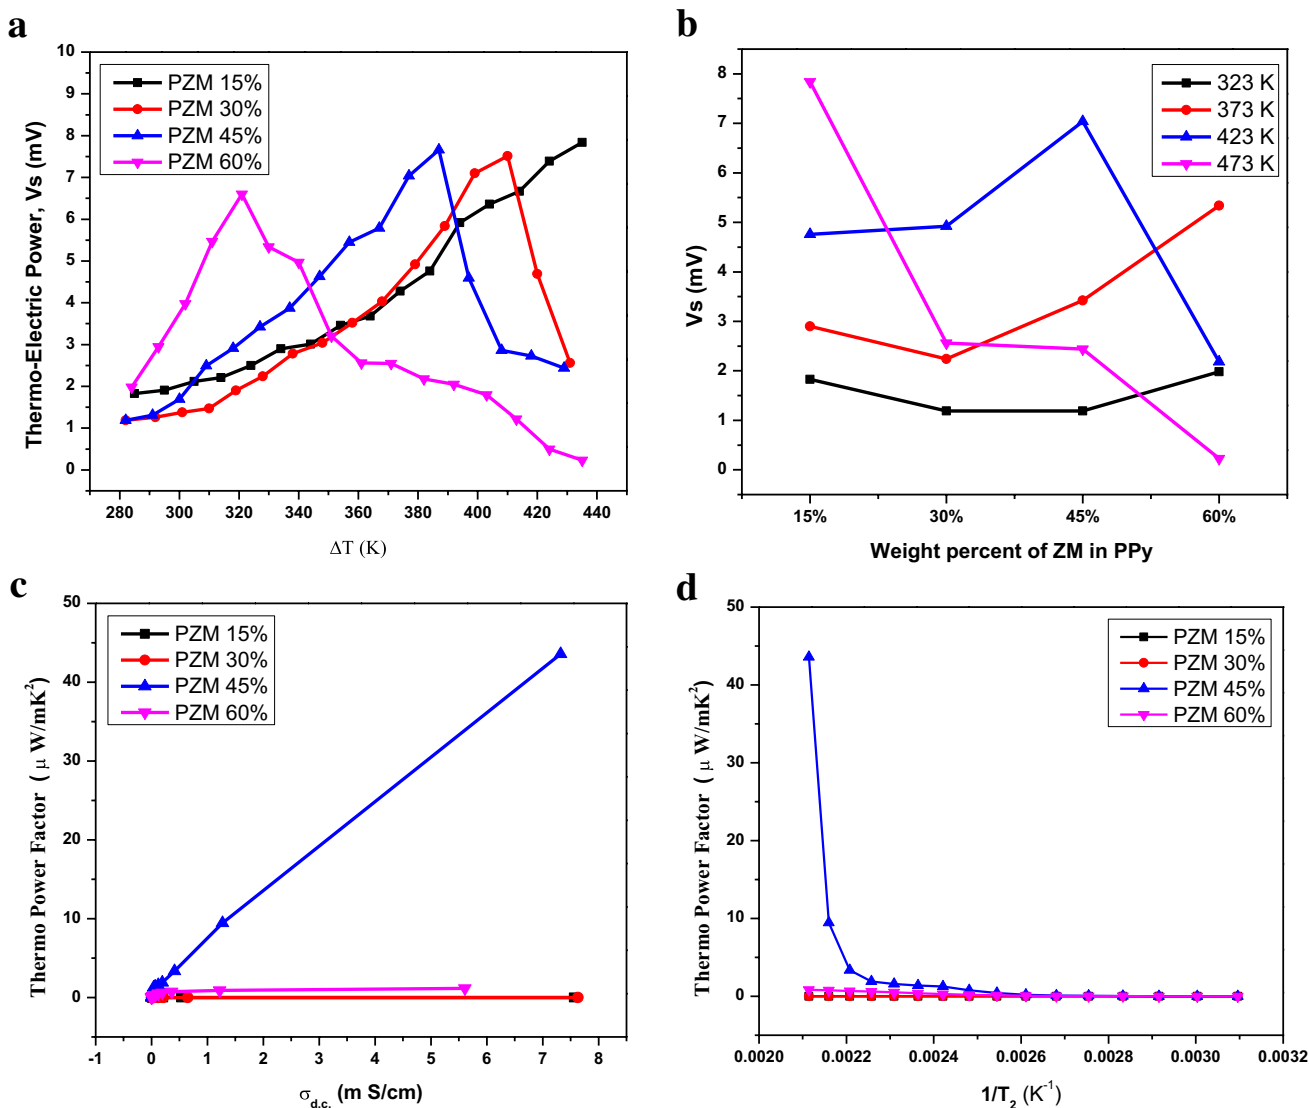 a
10
9
8
7
6
5
4
3
2
1
0
Thermo-Electric Power, Vs (mV)
PZM 15%
PZM 30%
PZM 45%
PZM 60%
280 300 320 340 360 380 400 420 440
ΔT (K)
b
8
7
6
5
4
3
2
1
0
Vs (mV)
323 K
373 K
423 K
473 K
15% 30% 45% 60%
Weight percent of ZM in PPy
c
50
40
30
20
10
0
Thermo Power Factor ( μ W/mK²)
PZM 15%
PZM 30%
PZM 45%
PZM 60%
-1 0 1 2 3 4 5 6 7 8
σd.c. (m S/cm)
d
50
40
30
20
10
0
Thermo Power Factor ( μ W/mK²)
PZM 15%
PZM 30%
PZM 45%
PZM 60%
0.0020 0.0022 0.0024 0.0026 0.0028 0.0030 0.0032
1/T₂ (K⁻¹)